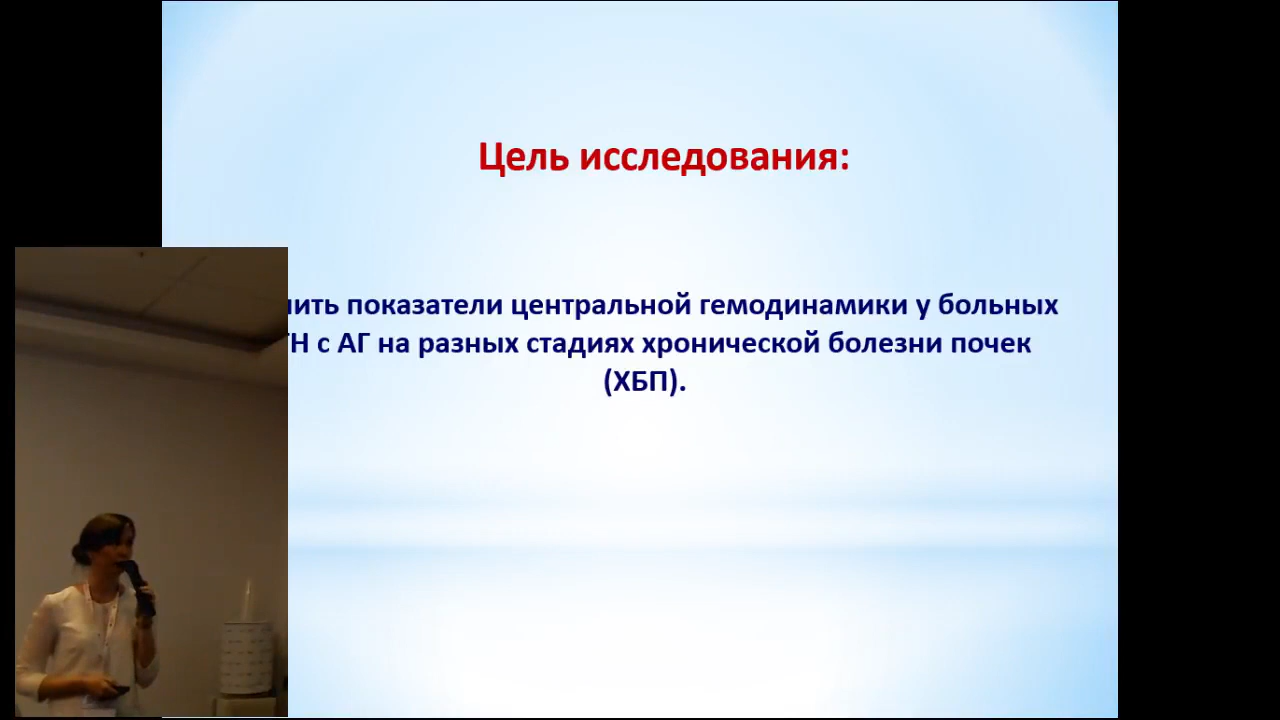 Цель исследования:
показатели центральной гемодинамики у больных
с АГ на разных стадиях хронической болезни почек
(ХБП).